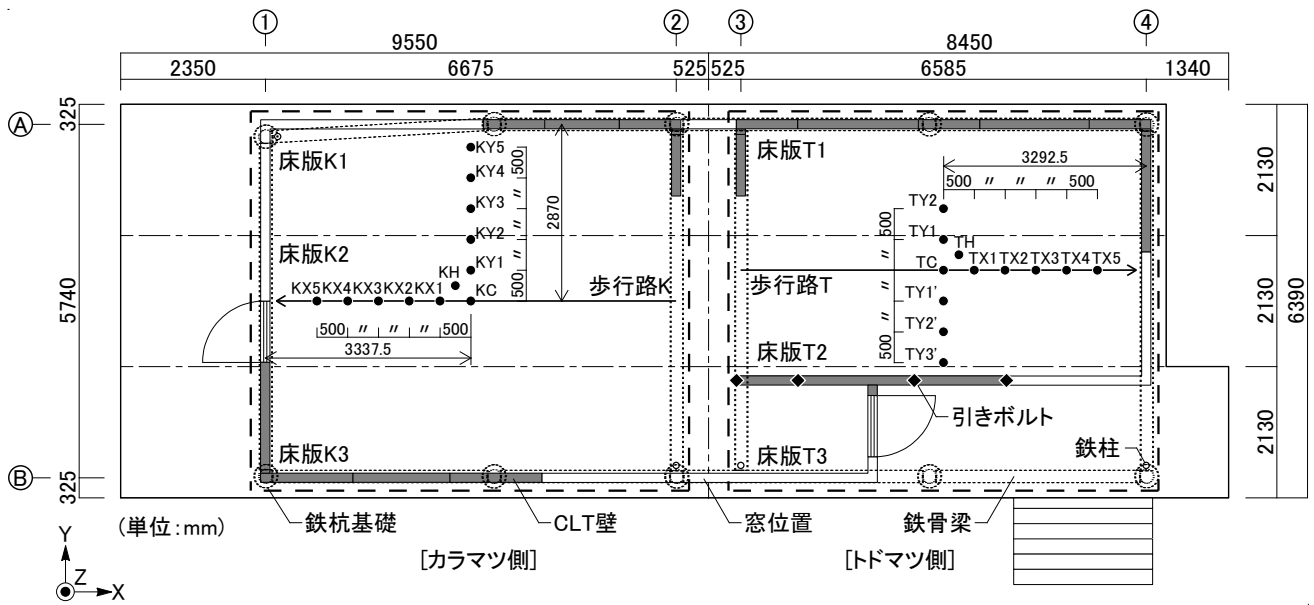 ① ② ③ ④
9550 8450
2350 6675 525 525 6585 1340
325
Ⓐ
5740
Ⓑ
325
床版K1
床版K2
床版K3
KY5
KY4
KY3
KY2
KY1
KH
KC
KX5 KX4 KX3 KX2 KX1
500 〃 〃 〃 500
3337.5
500
〃
〃
〃
500
2870
歩行路K
床版T1
床版T2
床版T3
3292.5
500 〃 〃 〃 500
TY2
TY1
TH
TC TX1 TX2 TX3 TX4 TX5
TY1'
TY2'
TY3'
500
〃
〃
〃
500
歩行路T
引きボルト
鉄柱
2130
2130
2130
6390
(単位:mm)
鉄杭基礎 CLT壁 窓位置 鉄骨梁
[カラマツ側] [トドマツ側]
Y
Z
X